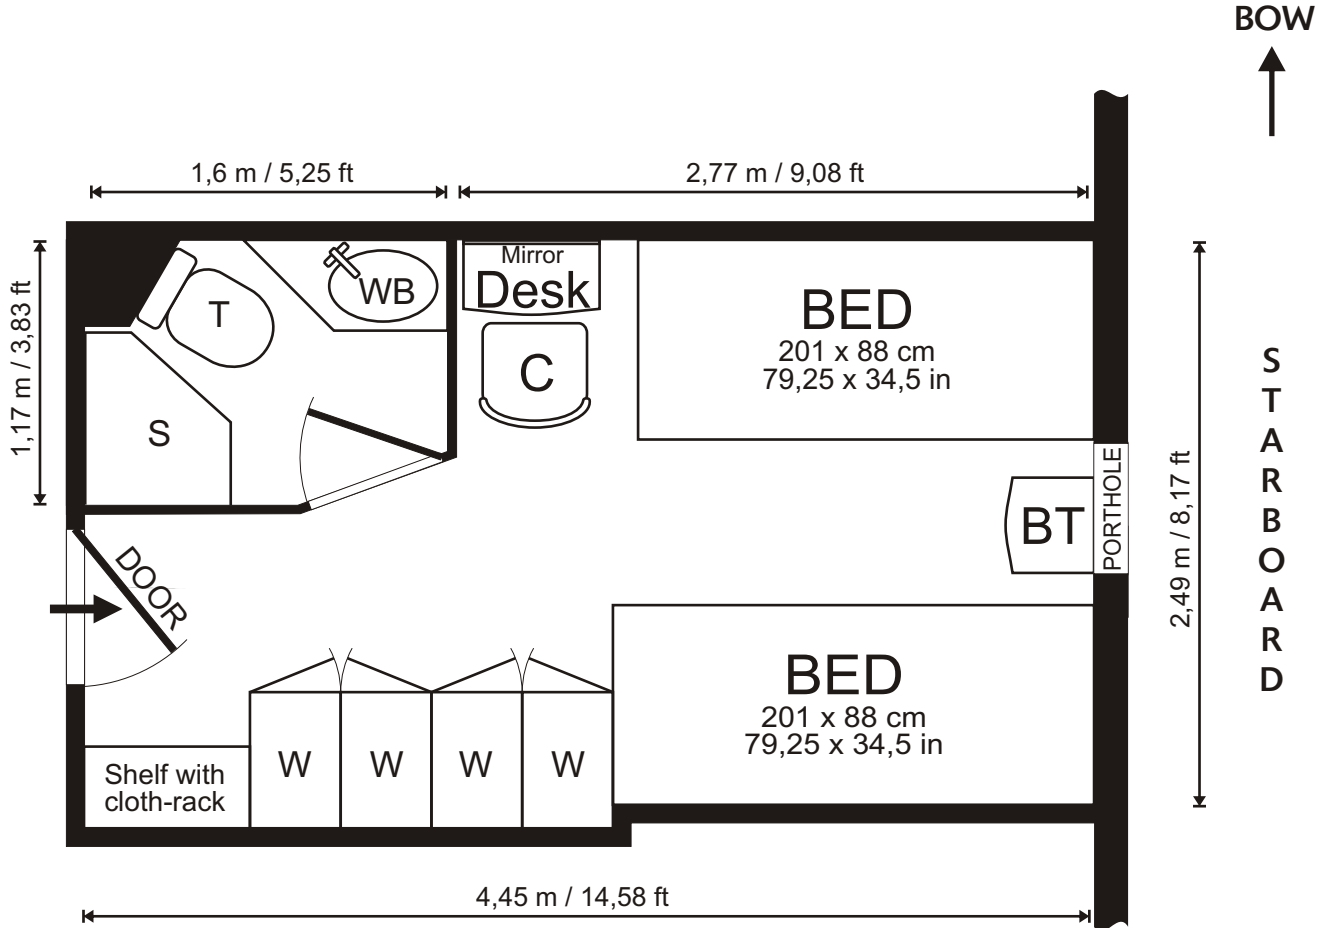 BOW
1,6 m / 5,25 ft
2,77 m / 9,08 ft
1,17 m / 3,83 ft
T
WB
Mirror
Desk
C
S
BED
201 x 88 cm
79,25 x 34,5 in
BT
PORTHOLE
2,49 m / 8,17 ft
STARBOARD
DOOR
BED
201 x 88 cm
79,25 x 34,5 in
W W W W
Shelf with
cloth-rack
4,45 m / 14,58 ft